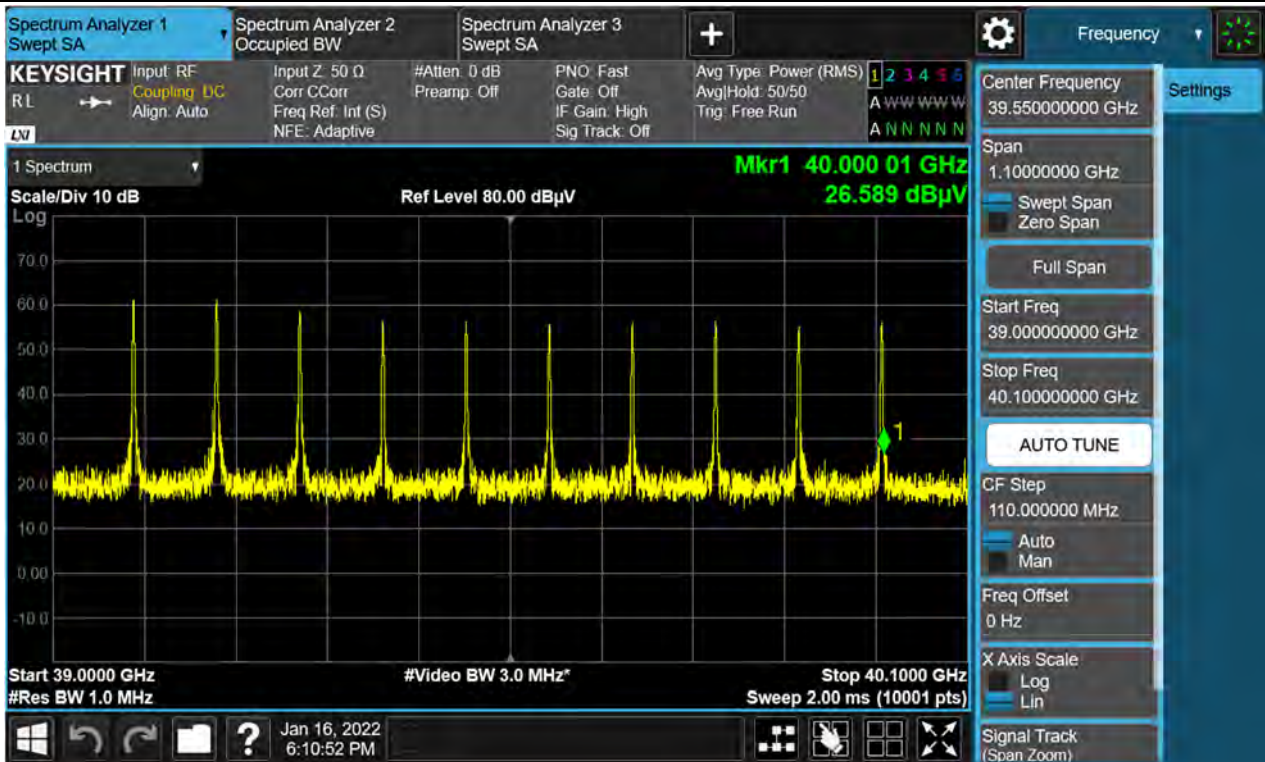 Spectrum Analyzer 1
Swept SA
Spectrum Analyzer 2
Occupied BW
Spectrum Analyzer 3
Swept SA
+
Frequency
KEYSIGHT
RL
LXI
Input: RF
Coupling: DC
Align: Auto
Input Z: 50 Ω
Corr CCorr
Freq Ref: Int (S)
NFE: Adaptive
#Atten: 0 dB
Preamp: Off
PNO: Fast
Gate: Off
IF Gain: High
Sig Track: Off
Avg Type: Power (RMS)
Avg|Hold: 50/50
Trig: Free Run
1 2 3 4 5 6
A W W W W W
A N N N N N
1 Spectrum
Scale/Div 10 dB
Log
Ref Level 80.00 dBµV
Mkr1 40.000 01 GHz
26.589 dBµV
70.0
60.0
50.0
40.0
30.0
20.0
10.0
0.00
-10.0
1
Start 39.0000 GHz
#Res BW 1.0 MHz
#Video BW 3.0 MHz*
Stop 40.1000 GHz
Sweep 2.00 ms (10001 pts)
Center Frequency
39.550000000 GHz
Settings
Span
1.10000000 GHz
Swept Span
Zero Span
Full Span
Start Freq
39.000000000 GHz
Stop Freq
40.100000000 GHz
AUTO TUNE
CF Step
110.000000 MHz
Auto
Man
Freq Offset
0 Hz
X Axis Scale
Log
Lin
Signal Track
(Span Zoom)
?
Jan 16, 2022
6:10:52 PM